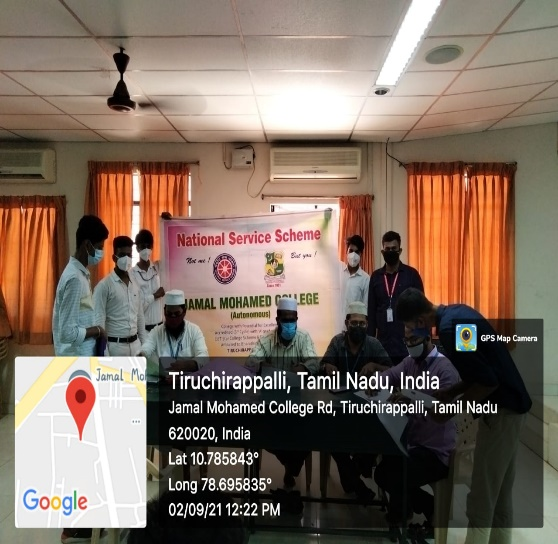 National Service Scheme
Not me !
But you !
JAMAL MOHAMED COLLEGE
(Autonomous)
TIRUCHIRAPPALLI
GPS Map Camera
Jamal Moh
Google
Tiruchirappalli, Tamil Nadu, India
Jamal Mohamed College Rd, Tiruchirappalli, Tamil Nadu
620020, India
Lat 10.785843°
Long 78.695835°
02/09/21 12:22 PM